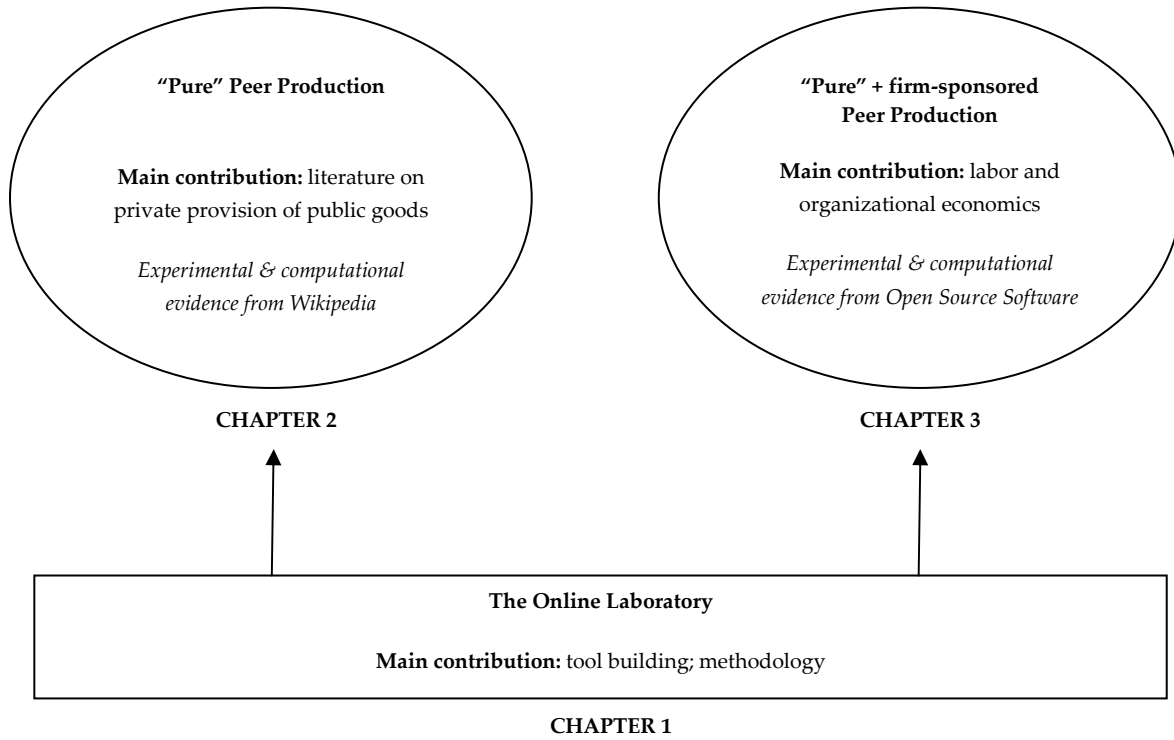 “Pure” Peer Production
Main contribution: literature on
private provision of public goods
Experimental & computational
evidence from Wikipedia
CHAPTER 2
“Pure” + firm-sponsored
Peer Production
Main contribution: labor and
organizational economics
Experimental & computational
evidence from Open Source Software
CHAPTER 3
The Online Laboratory
Main contribution: tool building; methodology
CHAPTER 1